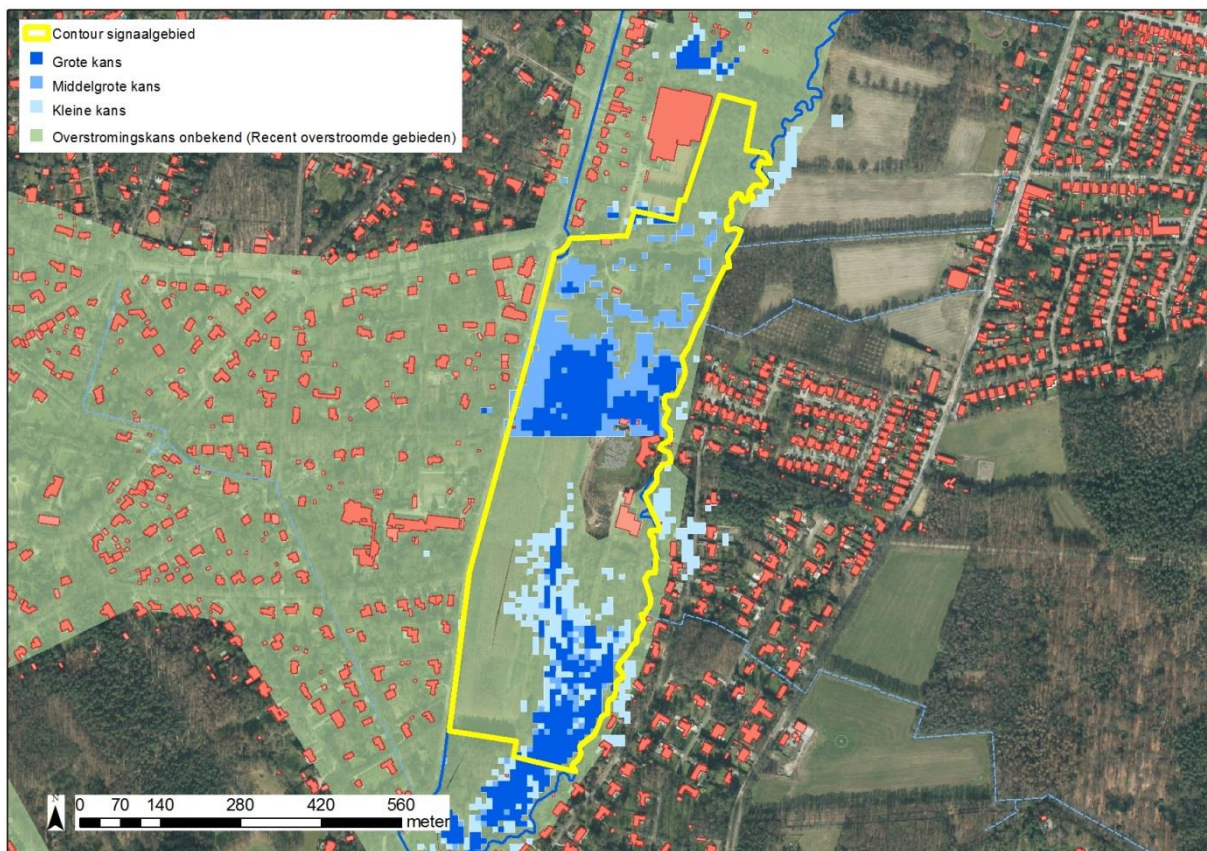 Contour signaalgebied
Grote kans
Middelgrote kans
Kleine kans
Overstromingskans onbekend (Recent overstroomde gebieden)
0 70 140 280 420 560
meter